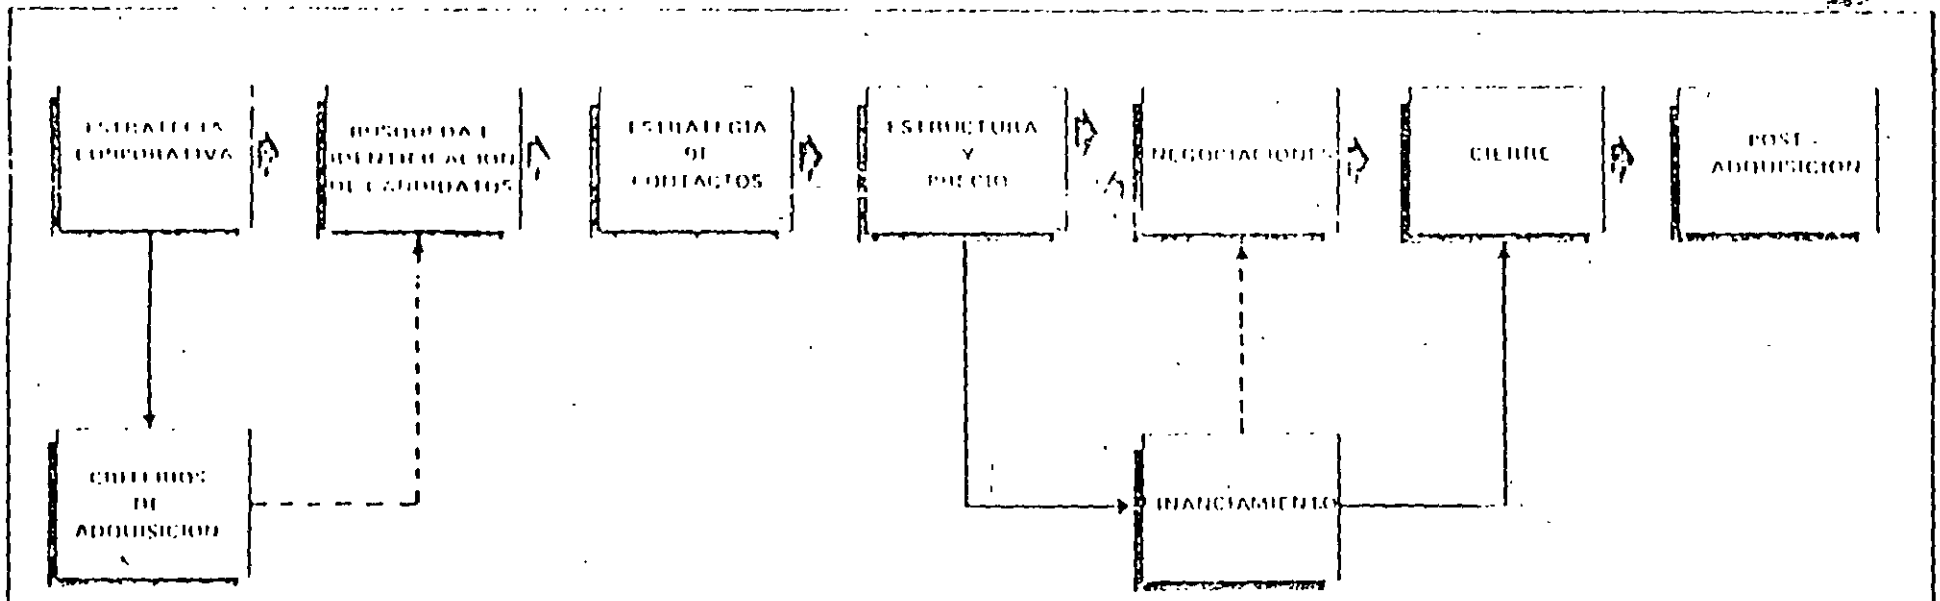 ESTRATEGIA
CORPORATIVA
BUSQUEDA E
IDENTIFICACION
DE CANDIDATOS
ESTRATEGIA
DE
CONTACTOS
ESTRUCTURA
Y
PRECIO
NEGOCIACIONES
CIERRE
POST-
ADQUISICION
CRITERIOS
DE
ADQUISICION
FINANCIAMIENTO